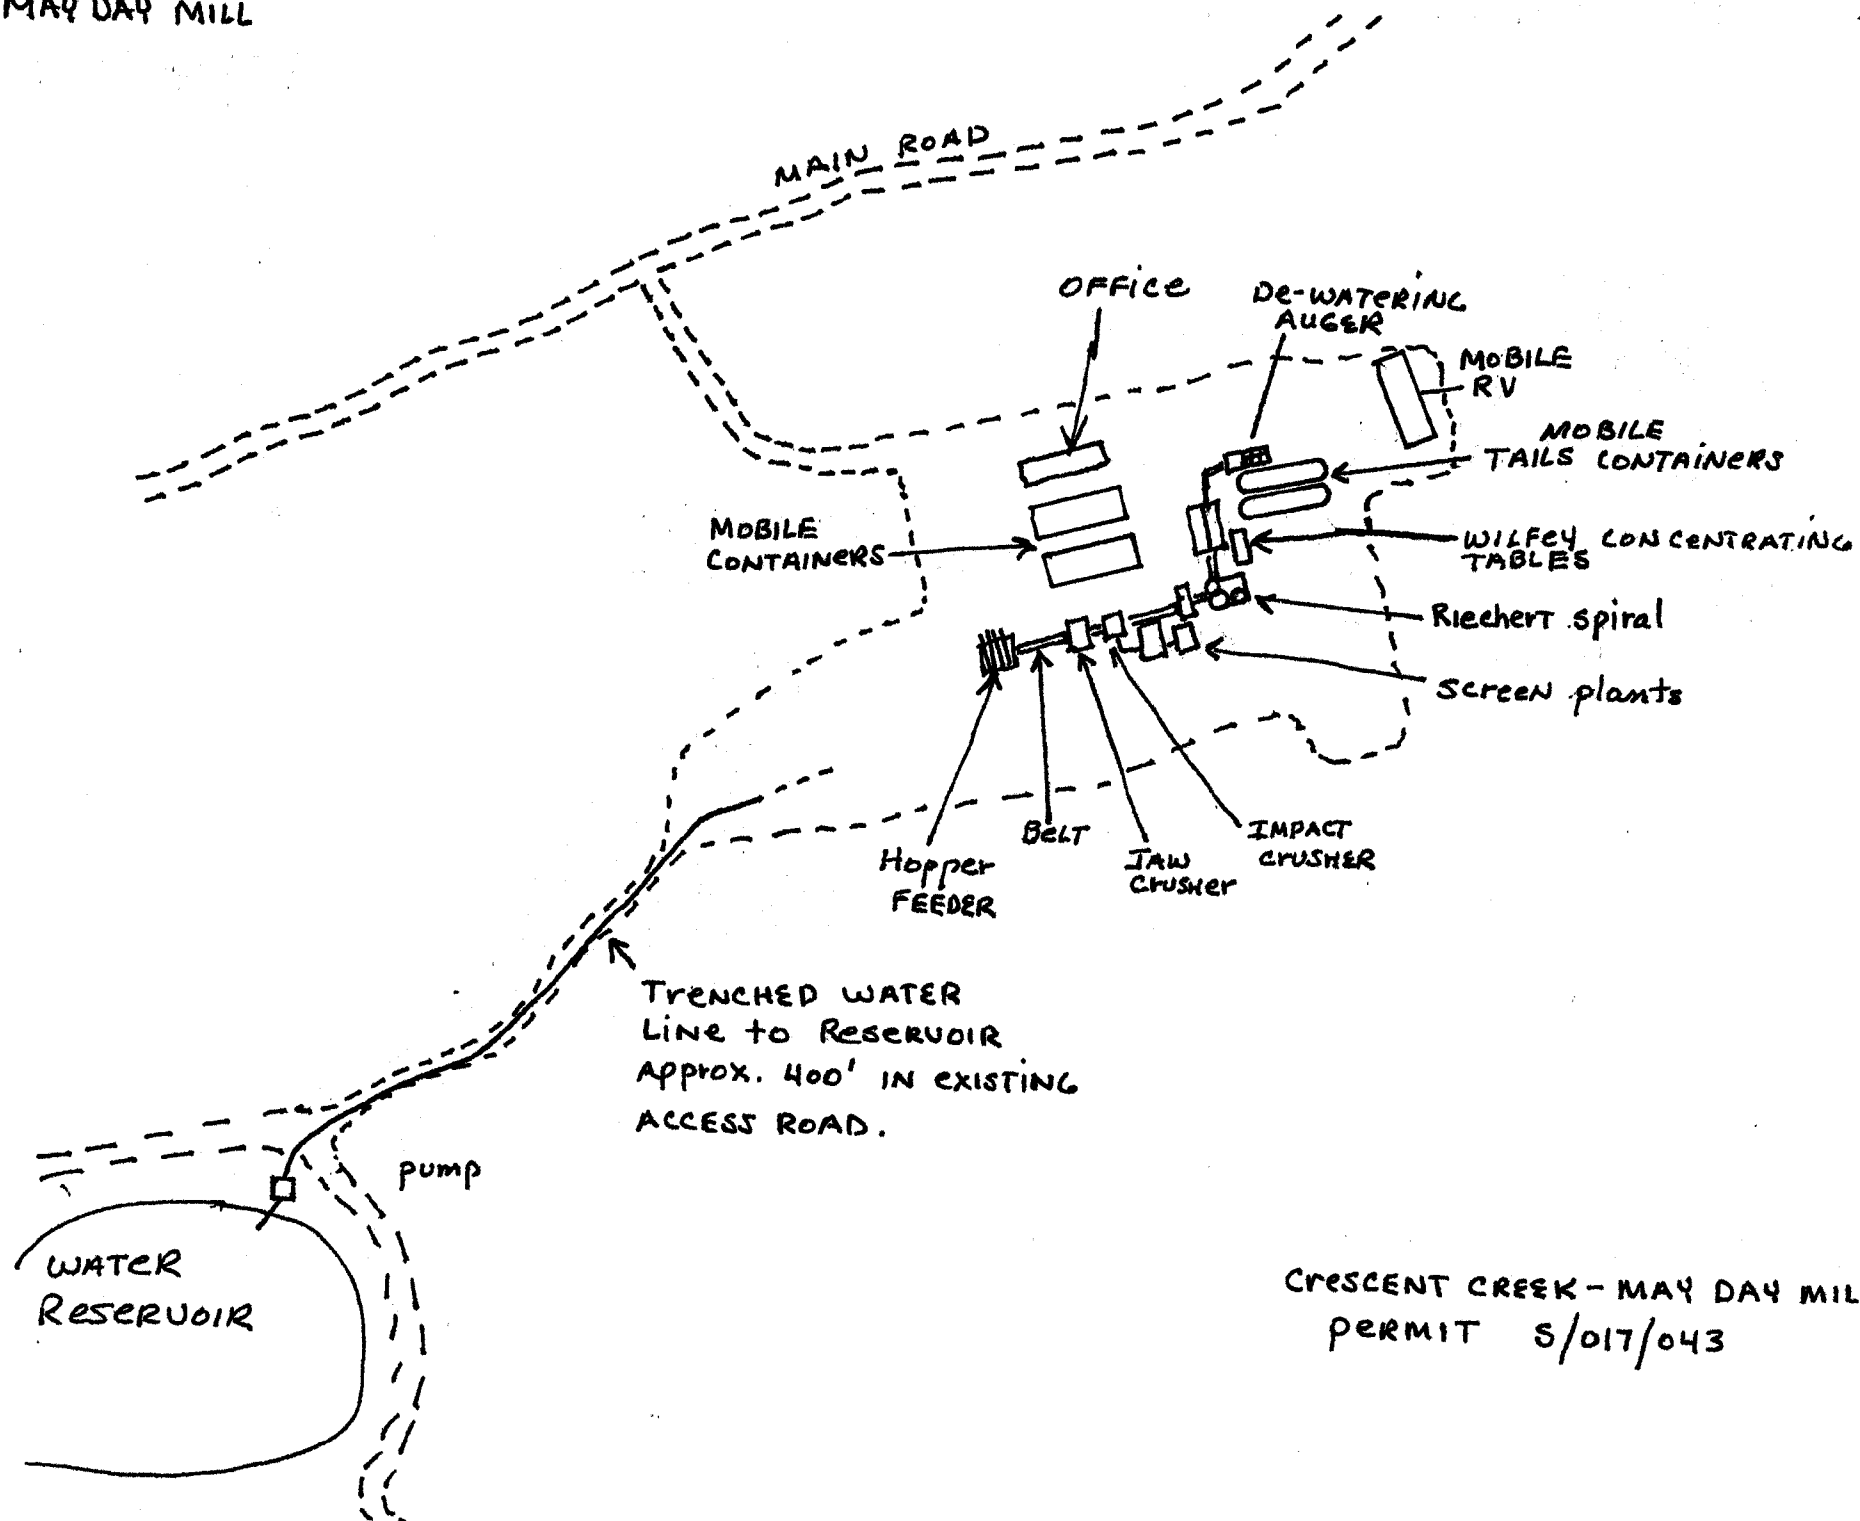 MAY DAY MILL
MAIN ROAD
OFFice
De-WATERING
AUGER
MOBILE
RV
MOBILE
TAILS CONTAINERS
MOBILE
CONTAINERS
WILFEY CONCENTRATING
TABLES
Riechert spiral
Screen plants
Hopper
FEEDER
BeLT
JAW
Crusher
IMPACT
CRUSHER
TrENCHED WATER
Line to Reservoir
Approx. 400' IN EXISTING
ACCESS ROAD.
pump
WATER
Reservoir
CRESCENT CREEK - MAY DAY MIL
PERMIT S/017/043